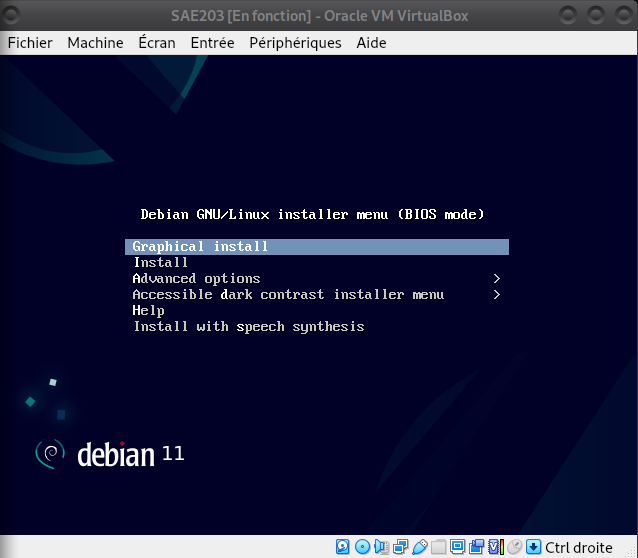 SAE203 [En fonction] - Oracle VM VirtualBox
Fichier Machine Écran Entrée Périphériques Aide
Debian GNU/Linux installer menu (BIOS mode)
Graphical install
Install
Advanced options >
Accessible dark contrast installer menu >
Help
Install with speech synthesis
debian 11
Ctrl droite